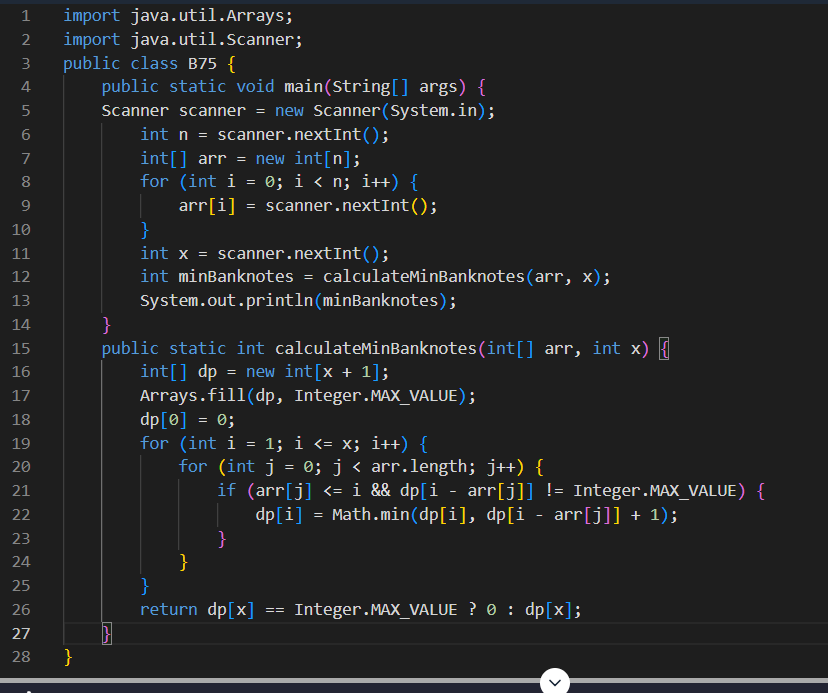 1 import java.util.Arrays;
2 import java.util.Scanner;
3 public class B75 {
4     public static void main(String[] args) {
5     Scanner scanner = new Scanner(System.in);
6         int n = scanner.nextInt();
7         int[] arr = new int[n];
8         for (int i = 0; i < n; i++) {
9             arr[i] = scanner.nextInt();
10         }
11         int x = scanner.nextInt();
12         int minBanknotes = calculateMinBanknotes(arr, x);
13         System.out.println(minBanknotes);
14     }
15     public static int calculateMinBanknotes(int[] arr, int x) {
16         int[] dp = new int[x + 1];
17         Arrays.fill(dp, Integer.MAX_VALUE);
18         dp[0] = 0;
19         for (int i = 1; i <= x; i++) {
20             for (int j = 0; j < arr.length; j++) {
21                 if (arr[j] <= i && dp[i - arr[j]] != Integer.MAX_VALUE) {
22                     dp[i] = Math.min(dp[i], dp[i - arr[j]] + 1);
23                 }
24             }
25         }
26         return dp[x] == Integer.MAX_VALUE ? 0 : dp[x];
27     }
28 }